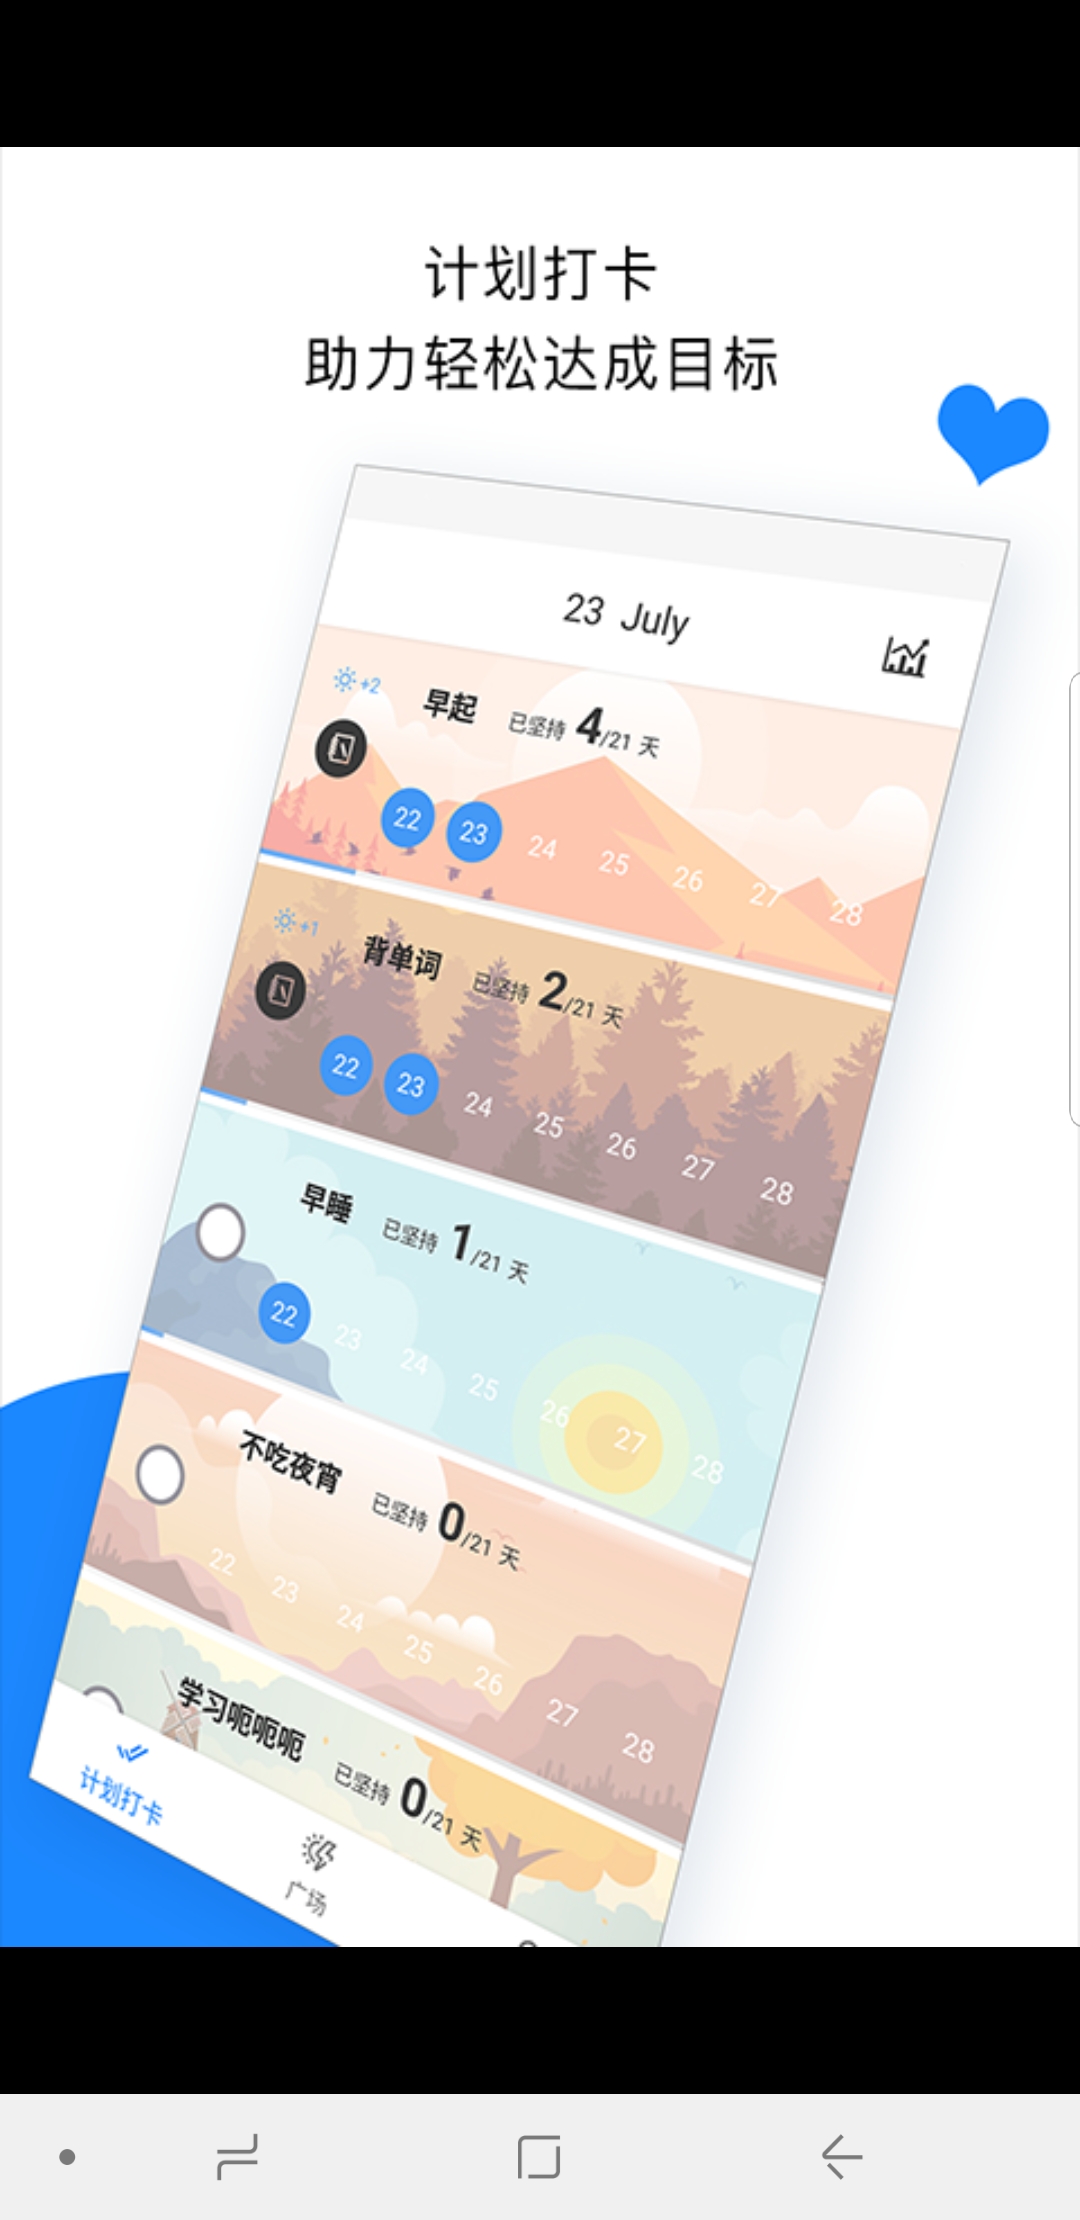 计划打卡
助力轻松达成目标
23 July
+2 早起 已坚持 4/21 天
22 23 24 25 26 27 28
+1 背单词 已坚持 2/21 天
22 23 24 25 26 27 28
早睡 已坚持 1/21 天
22 23 24 25 26 27 28
不吃夜宵 已坚持 0/21 天
22 23 24 25 26 27 28
学习呃呃呃 已坚持 0/21 天
计划打卡
广场